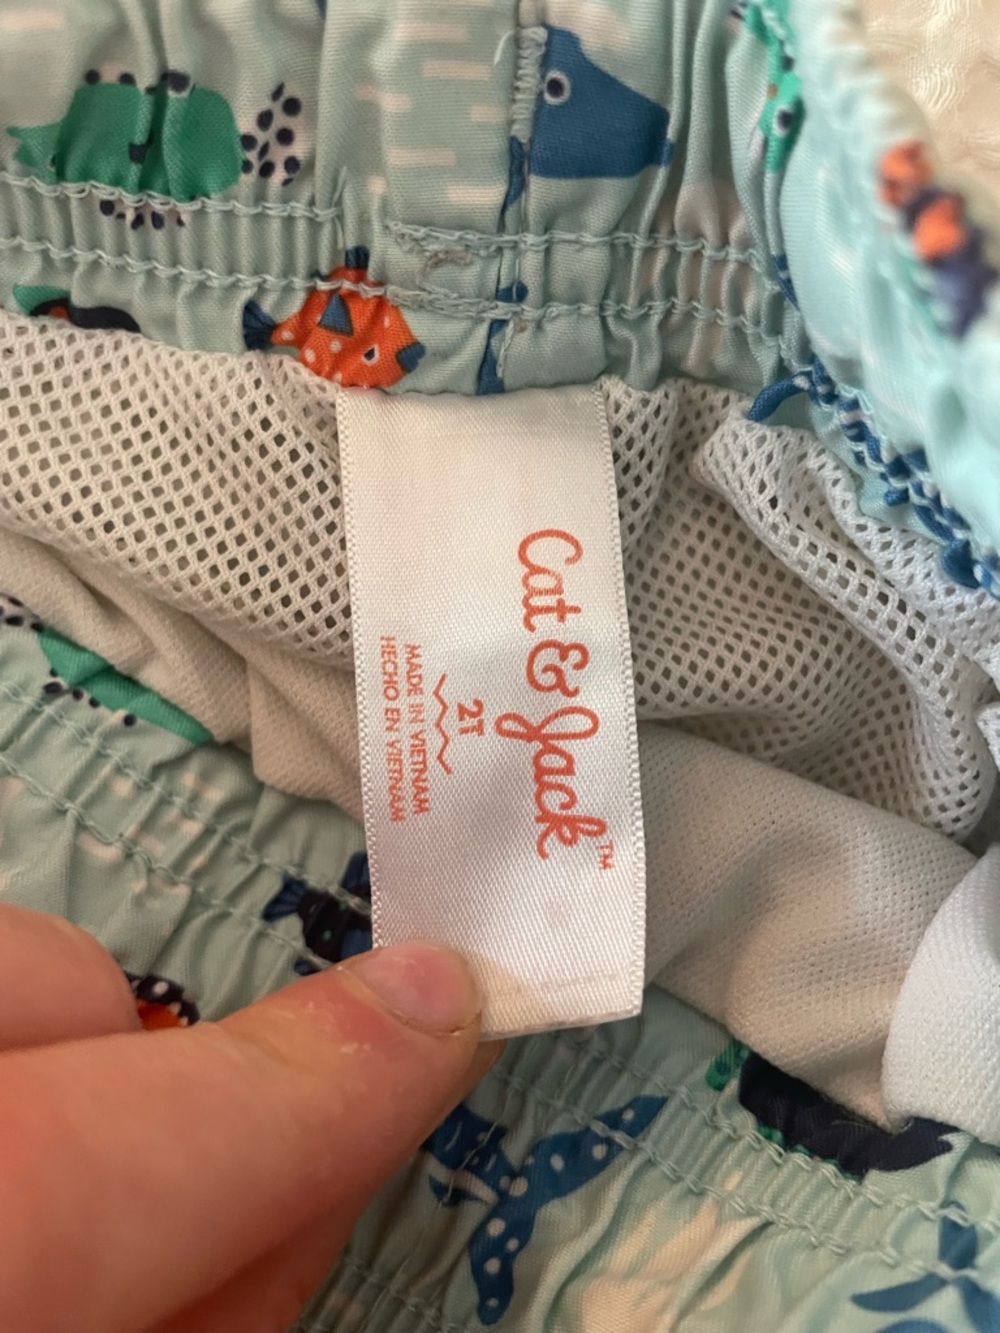 Cat & Jack™
2T
MADE IN VIETNAM
HECHO EN VIETNAM